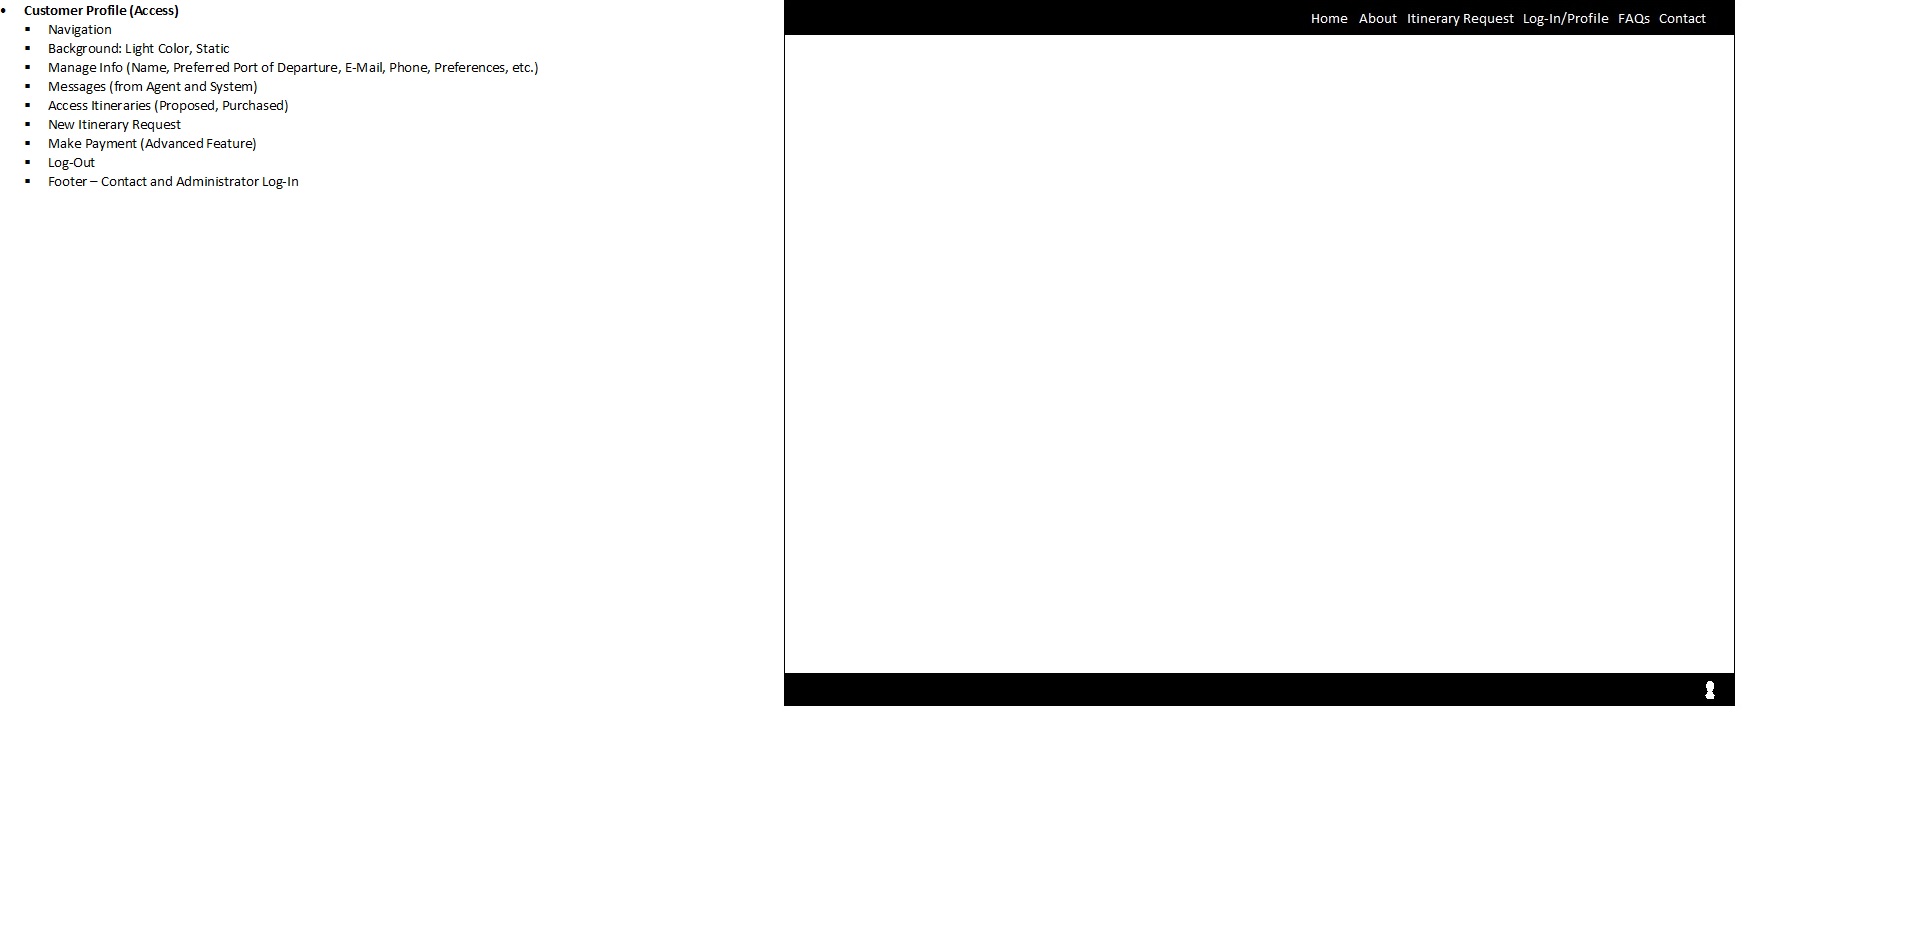 • Customer Profile (Access)
▪ Navigation
▪ Background: Light Color, Static
▪ Manage Info (Name, Preferred Port of Departure, E-Mail, Phone, Preferences, etc.)
▪ Messages (from Agent and System)
▪ Access Itineraries (Proposed, Purchased)
▪ New Itinerary Request
▪ Make Payment (Advanced Feature)
▪ Log-Out
▪ Footer – Contact and Administrator Log-In
Home About Itinerary Request Log-In/Profile FAQs Contact